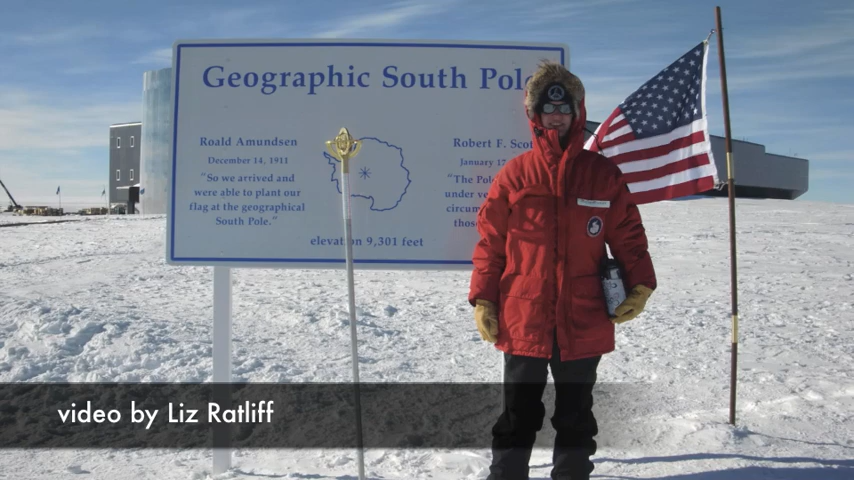 Geographic South Pol
Roald Amundsen
December 14, 1911
"So we arrived and
were able to plant our
flag at the geographical
South Pole."
Robert F. Scot
January 17
"The Pol
under ve
circum
thos
elevation 9,301 feet
video by Liz Ratliff